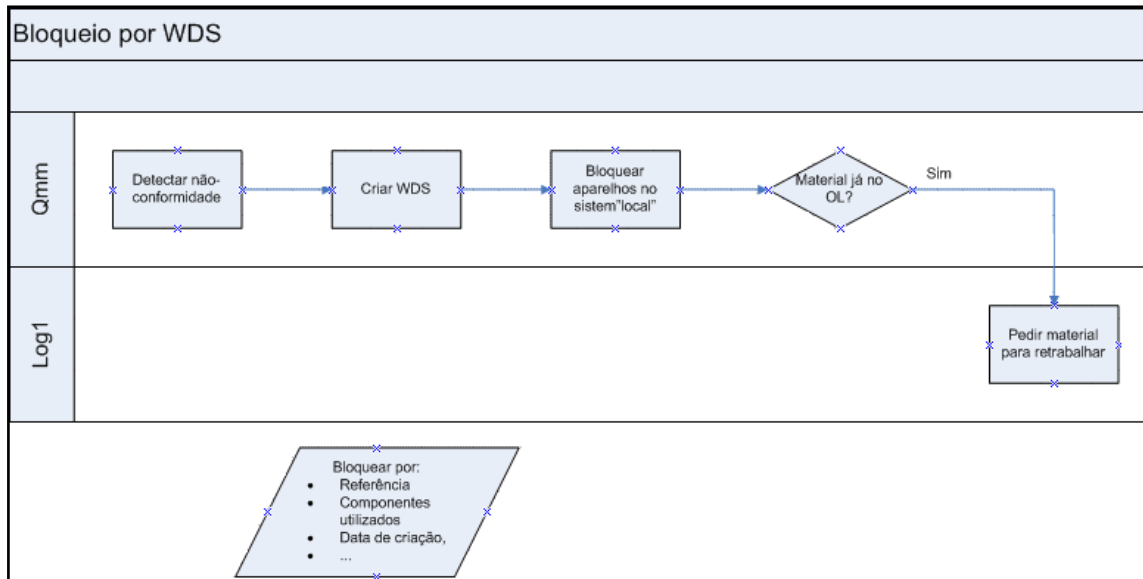 Bloqueio por WDS
Qmm
Detectar não-
conformidade
Criar WDS
Bloquear
aparelhos no
sistem"local"
Material já no
OL?
Sim
Log1
Pedir material
para retrabalhar
Bloquear por:
• Referência
• Componentes
utilizados
• Data de criação,
• ...